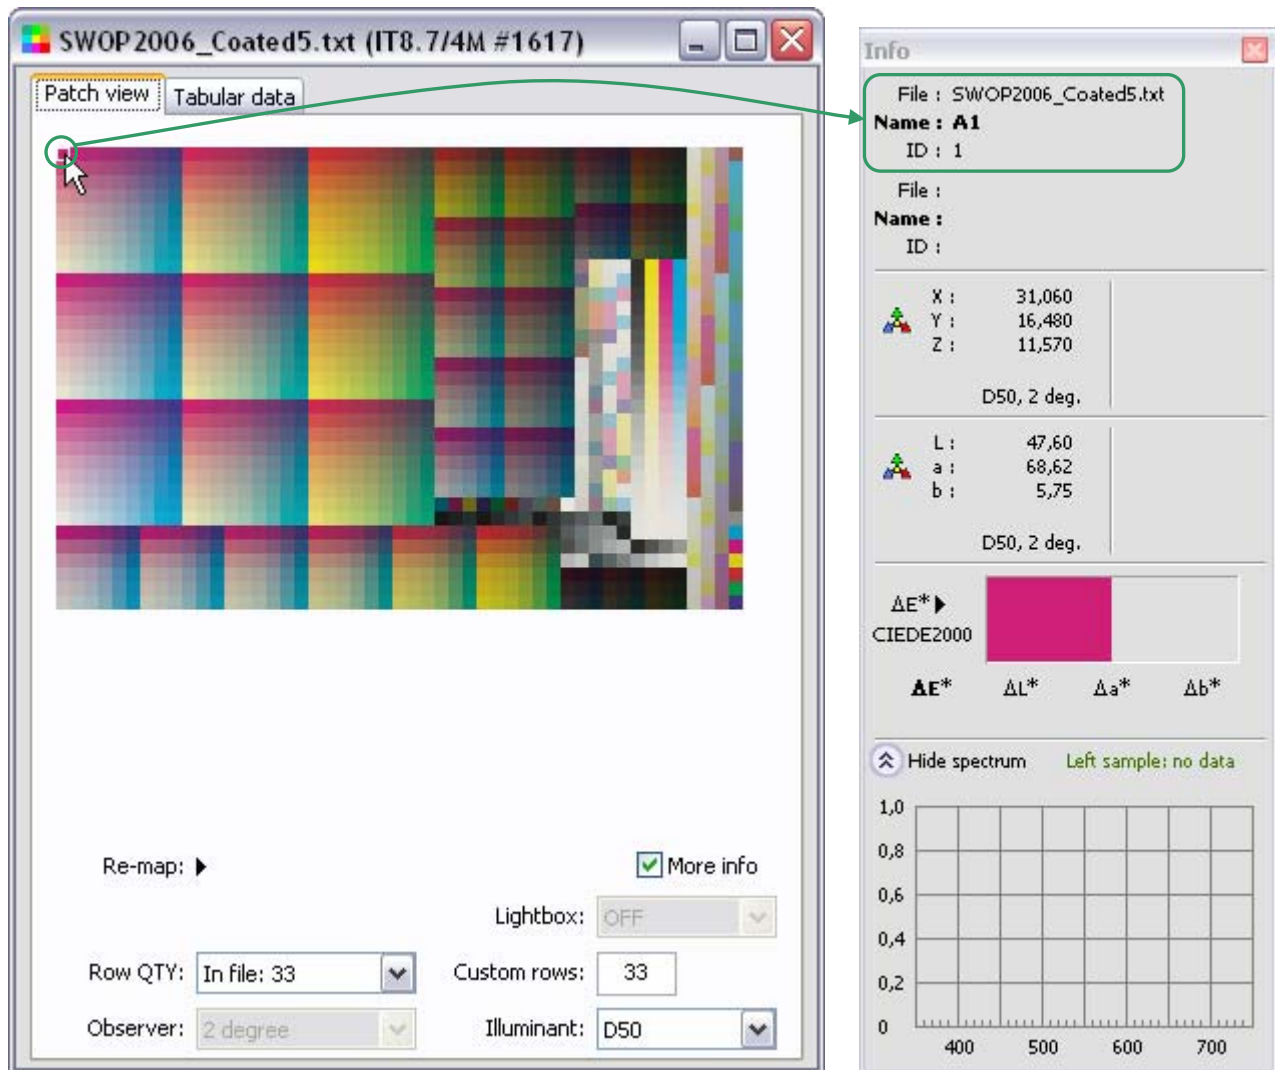 SWOP2006_Coated5.txt (IT8.7/4M #1617)
Patch view
Tabular data
Re-map:
More info
Lightbox: OFF
Row QTY: In file: 33
Custom rows: 33
Observer: 2 degree
Illuminant: D50
Info
File : SWOP2006_Coated5.txt
Name : A1
ID : 1
File :
Name :
ID :
X : 31,060
Y : 16,480
Z : 11,570
D50, 2 deg.
L : 47,60
a : 68,62
b : 5,75
D50, 2 deg.
ΔE*
CIEDE2000
ΔE* ΔL* Δa* Δb*
Hide spectrum Left sample: no data
1,0
0,8
0,6
0,4
0,2
0
400 500 600 700